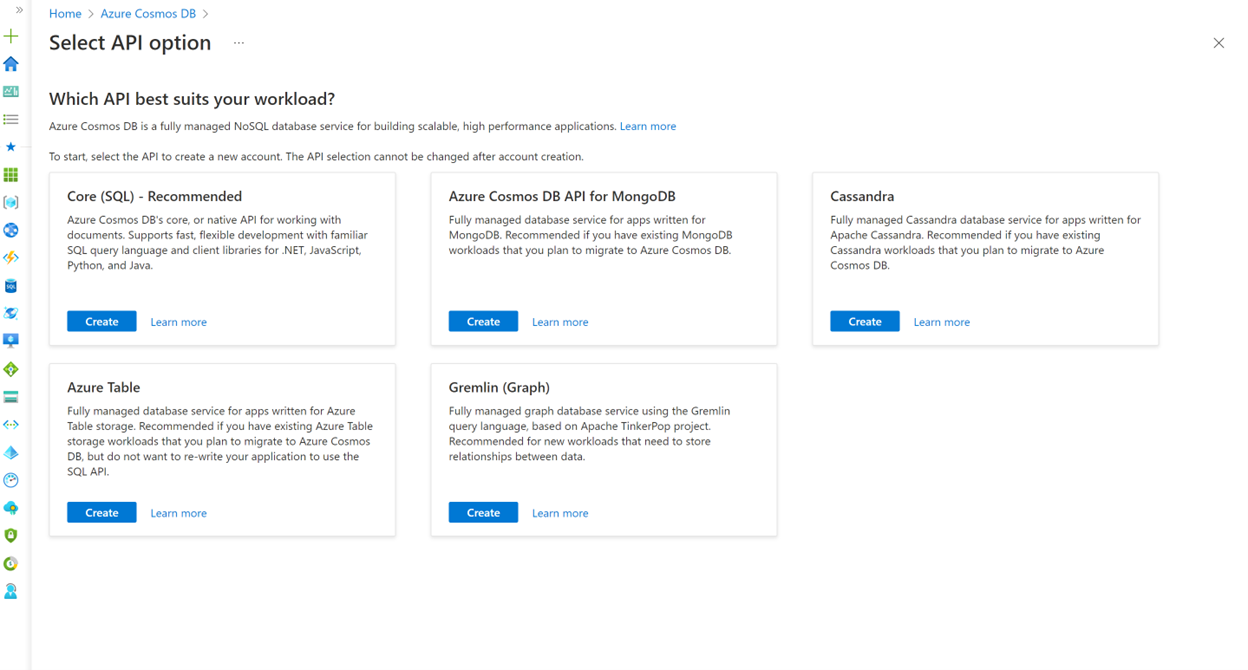 Home > Azure Cosmos DB >
Select API option ...
Which API best suits your workload?
Azure Cosmos DB is a fully managed NoSQL database service for building scalable, high performance applications. Learn more
To start, select the API to create a new account. The API selection cannot be changed after account creation.
Core (SQL) - Recommended
Azure Cosmos DB's core, or native API for working with
documents. Supports fast, flexible development with familiar
SQL query language and client libraries for .NET, JavaScript,
Python, and Java.
Create Learn more
Azure Cosmos DB API for MongoDB
Fully managed database service for apps written for
MongoDB. Recommended if you have existing MongoDB
workloads that you plan to migrate to Azure Cosmos DB.
Create Learn more
Cassandra
Fully managed Cassandra database service for apps written for
Apache Cassandra. Recommended if you have existing
Cassandra workloads that you plan to migrate to Azure
Cosmos DB.
Create Learn more
Azure Table
Fully managed database service for apps written for Azure
Table storage. Recommended if you have existing Azure Table
storage workloads that you plan to migrate to Azure Cosmos
DB, but do not want to re-write your application to use the
SQL API.
Create Learn more
Gremlin (Graph)
Fully managed graph database service using the Gremlin
query language, based on Apache TinkerPop project.
Recommended for new workloads that need to store
relationships between data.
Create Learn more
SQL